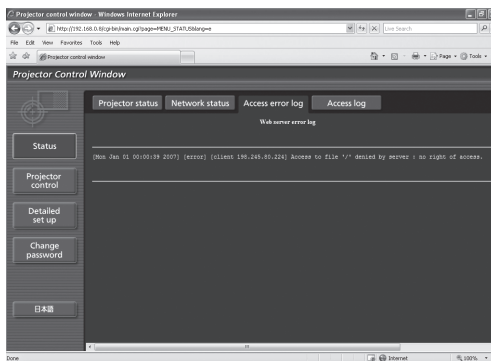 Projector control window - Windows Internet Explorer
http://192.168.0.8/cgi-bin/main.cgi?page=MENU_STATUS&lang=e
Live Search
File Edit View Favorites Tools Help
Projector control window
Page Tools
Projector Control Window
Projector status Network status Access error log Access log
Web server error log
Status
[Mon Jan 01 00:00:39 2007] [error] [client 198.245.80.224] Access to file '/' denied by server : no right of access.
Projector control
Detailed set up
Change password
日本語
Done
Internet
100%